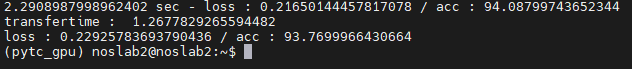 2.2908987998962402 sec - loss : 0.21650144457817078 / acc : 94.08799743652344
transfertime :  1.2677829265594482
loss : 0.22925783693790436 / acc : 93.7699966430664
(pytc_gpu) noslab2@noslab2:~$